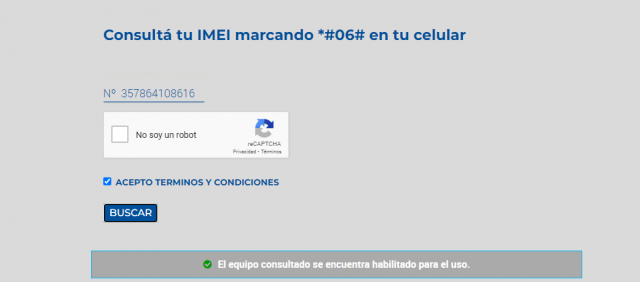 Consultá tu IMEI marcando *#06# en tu celular
Nº 357864108616
No soy un robot
reCAPTCHA
Privacidad - Términos
ACEPTO TERMINOS Y CONDICIONES
BUSCAR
El equipo consultado se encuentra habilitado para el uso.